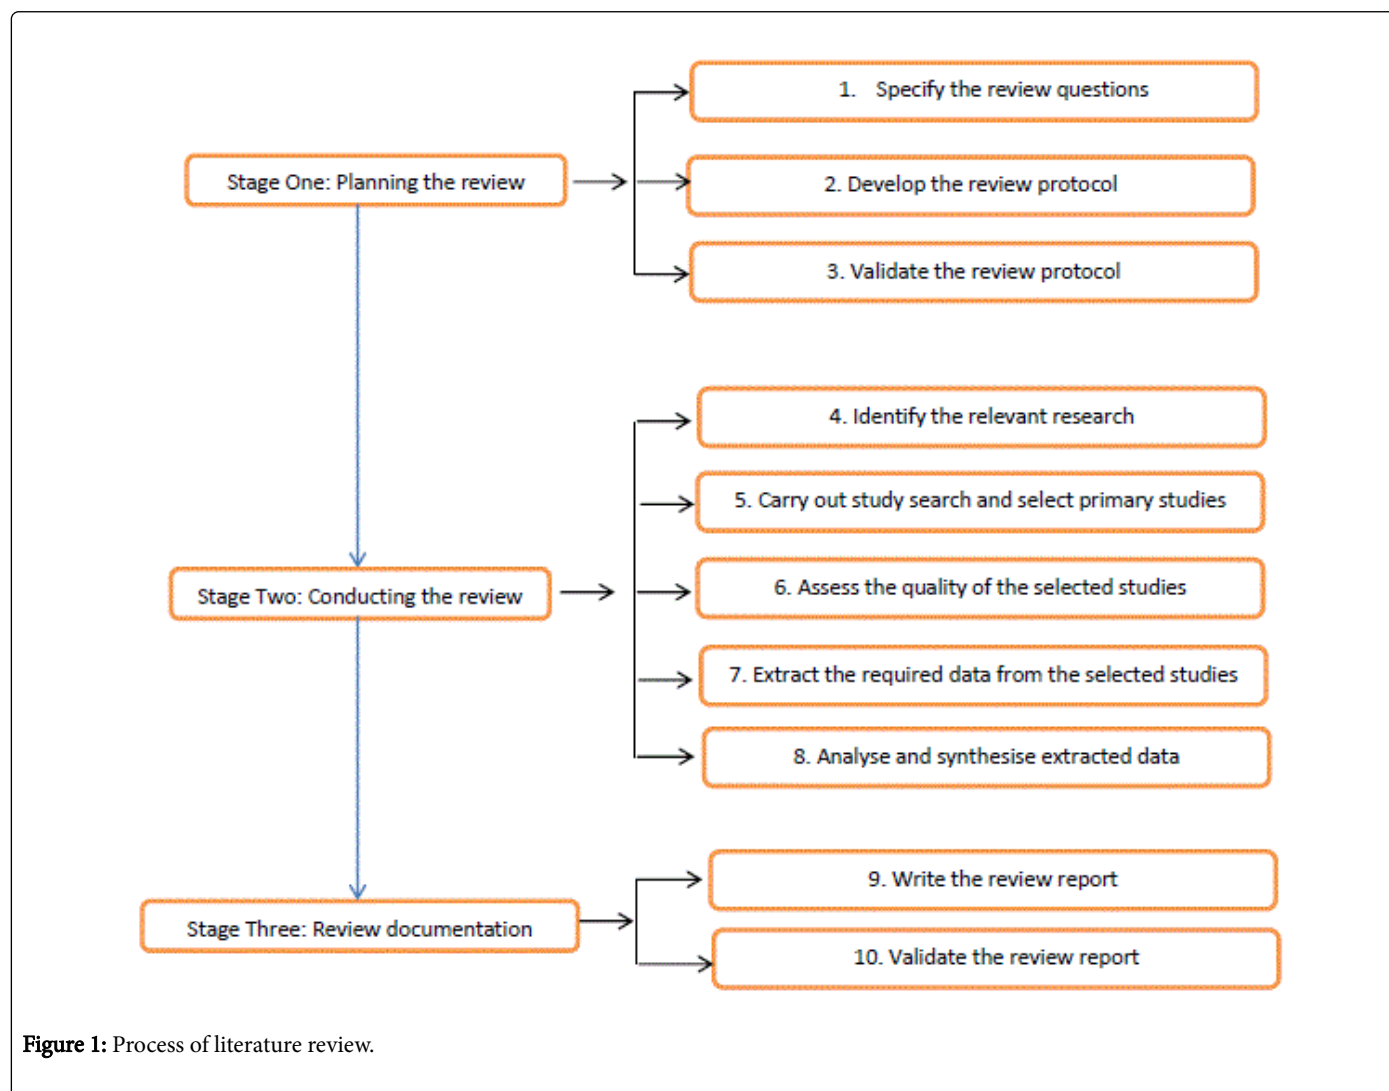 Stage One: Planning the review
1. Specify the review questions
2. Develop the review protocol
3. Validate the review protocol
Stage Two: Conducting the review
4. Identify the relevant research
5. Carry out study search and select primary studies
6. Assess the quality of the selected studies
7. Extract the required data from the selected studies
8. Analyse and synthesise extracted data
Stage Three: Review documentation
9. Write the review report
10. Validate the review report
Figure 1: Process of literature review.